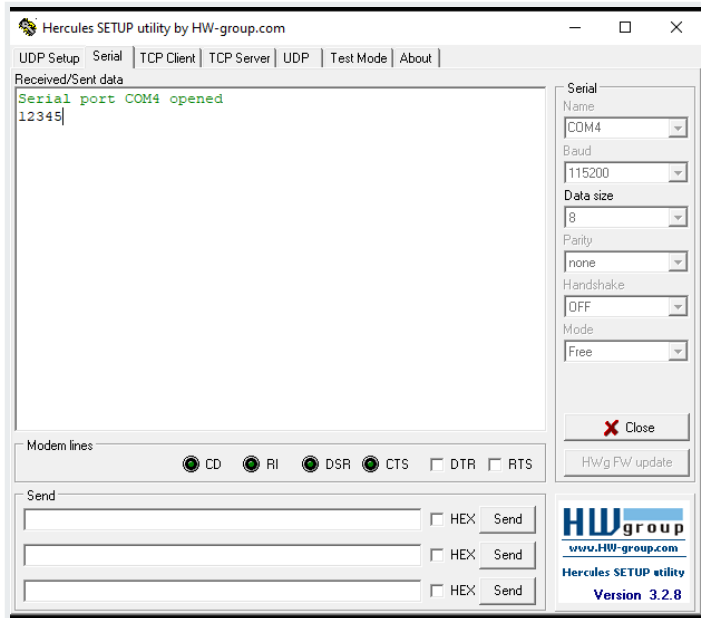 Hercules SETUP utility by HW-group.com
UDP Setup Serial TCP Client TCP Server UDP Test Mode About
Received/Sent data
Serial port COM4 opened
12345
Serial
Name
COM4
Baud
115200
Data size
8
Parity
none
Handshake
OFF
Mode
Free
Close
HWg FW update
Modem lines
CD RI DSR CTS DTR RTS
Send
HEX Send
HEX Send
HEX Send
HWgroup
www.HW-group.com
Hercules SETUP utility
Version 3.2.8